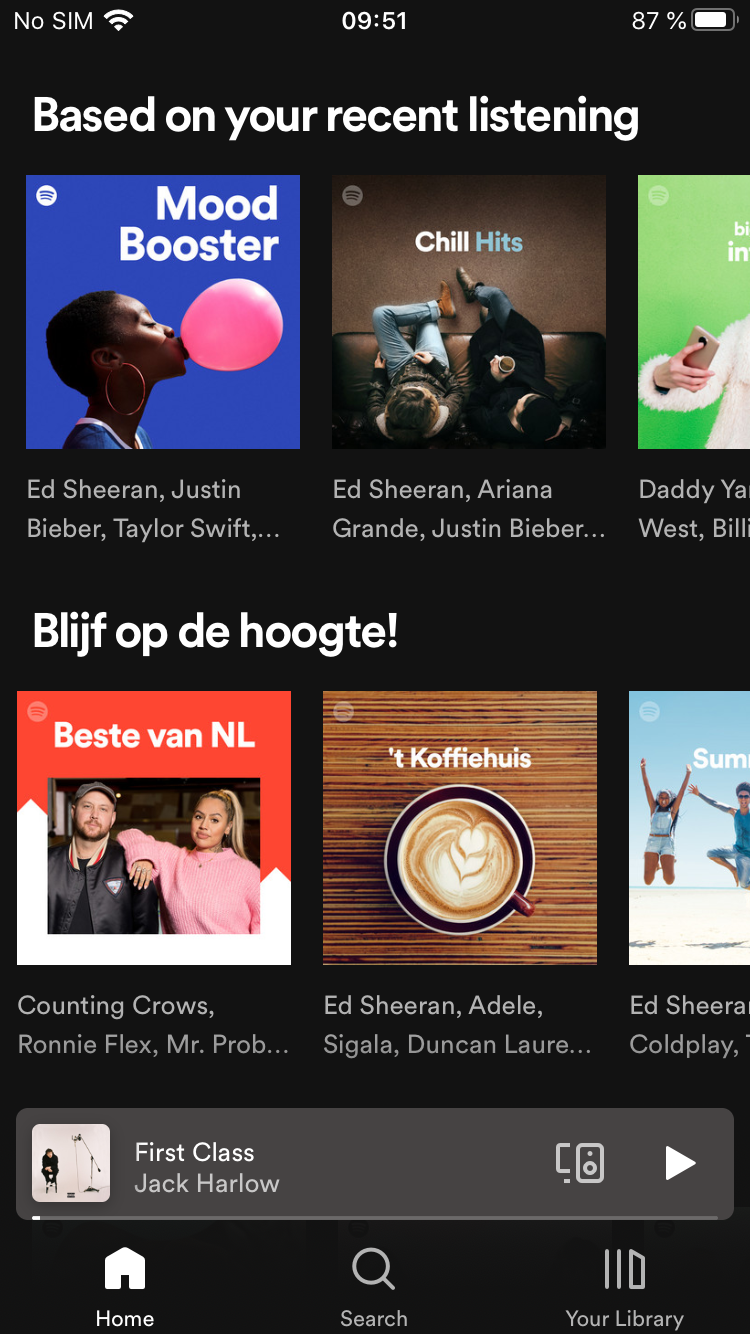 No SIM 09:51 87 %
Based on your recent listening
Mood
Booster
Chill Hits
bi
in
Ed Sheeran, Justin
Bieber, Taylor Swift,...
Ed Sheeran, Ariana
Grande, Justin Bieber...
Daddy Ya
West, Billi
Blijf op de hoogte!
Beste van NL
't Koffiehuis
Sum
Counting Crows,
Ronnie Flex, Mr. Prob...
Ed Sheeran, Adele,
Sigala, Duncan Laure...
Ed Sheera
Coldplay,
First Class
Jack Harlow
Home
Search
Your Library